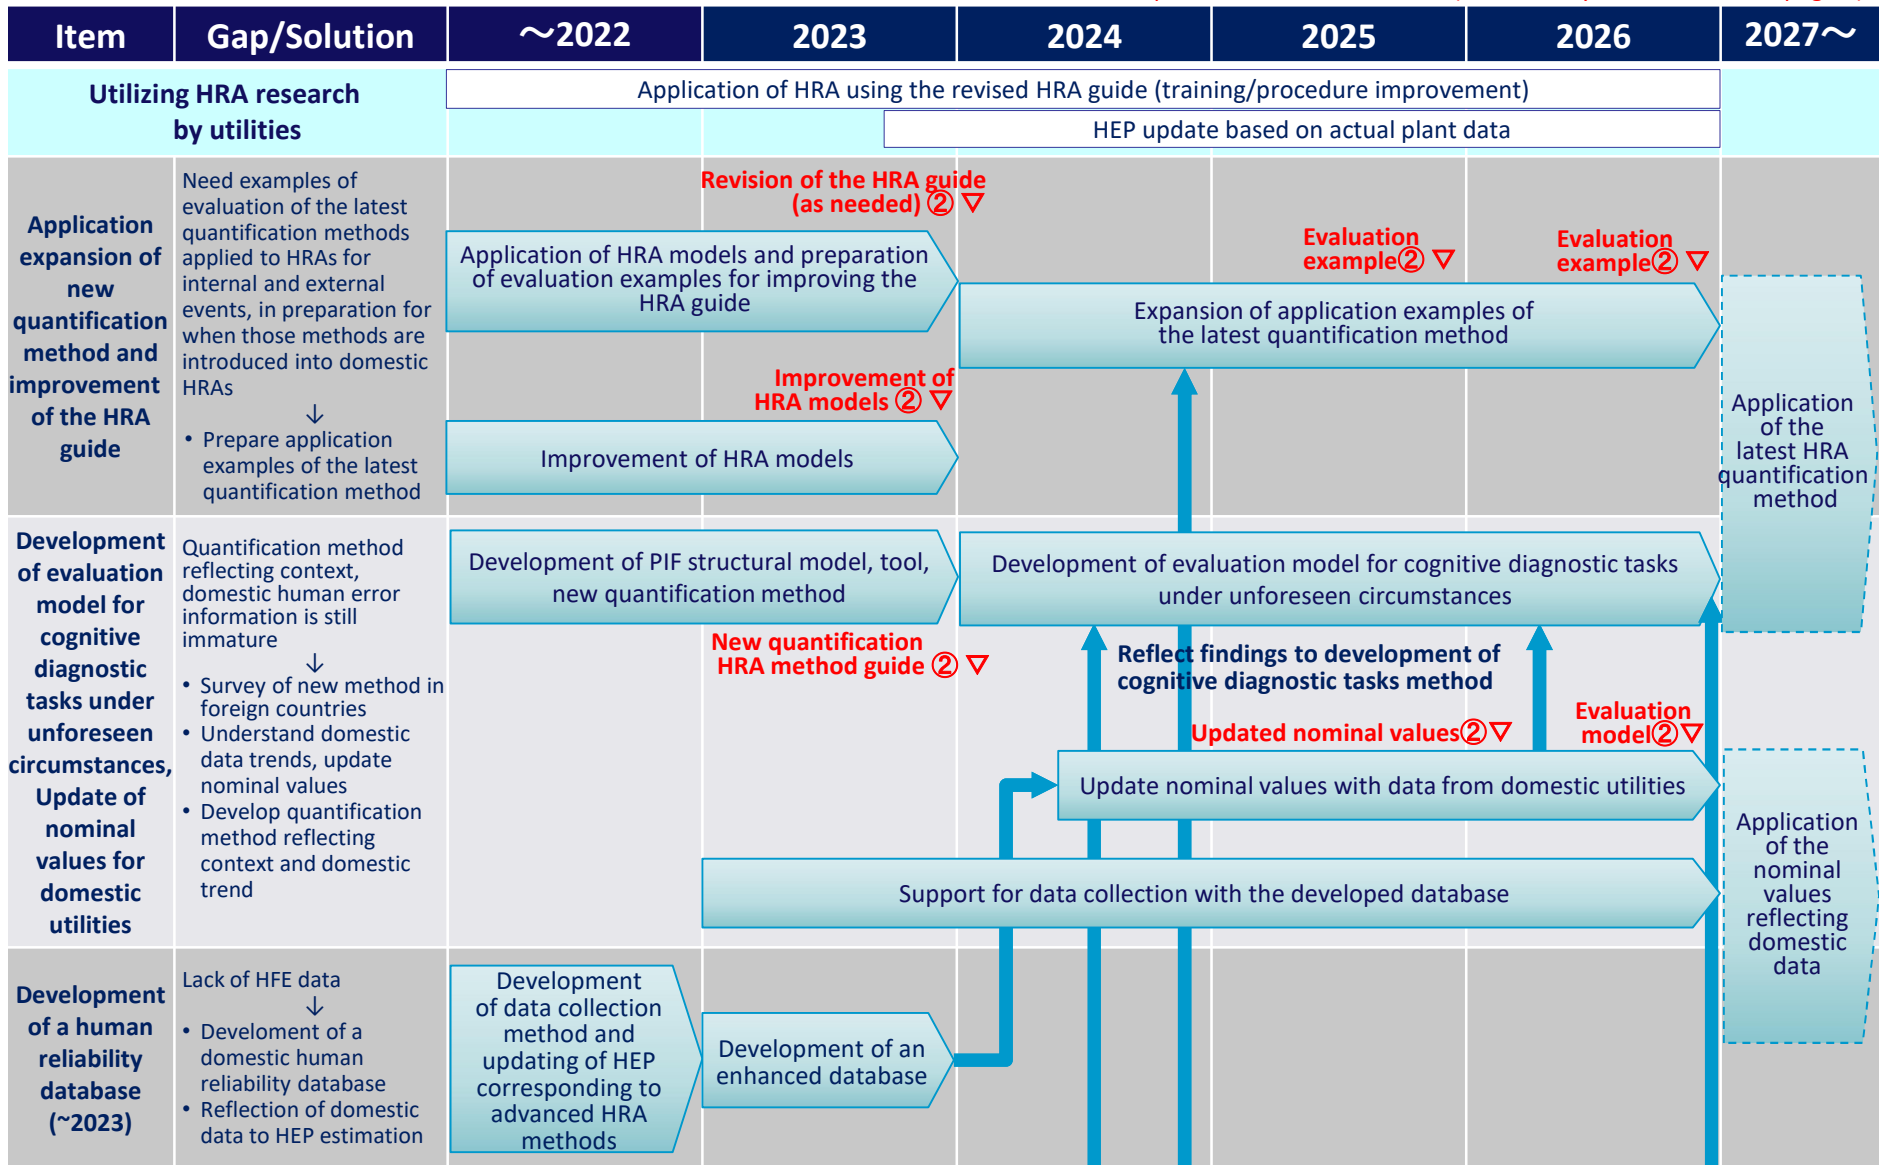 Item
Gap/Solution
～2022
2023
2024
2025
2026
2027～
Utilizing HRA research
by utilities
Application of HRA using the revised HRA guide (training/procedure improvement)
HEP update based on actual plant data
Application
expansion of
new
quantification
method and
improvement
of the HRA
guide
Need examples of
evaluation of the latest
quantification methods
applied to HRAs for
internal and external
events, in preparation for
when those methods are
introduced into domestic
HRAs
↓
• Prepare application
examples of the latest
quantification method
Revision of the HRA guide
(as needed) ② ▽
Application of HRA models and preparation
of evaluation examples for improving the
HRA guide
Evaluation
example② ▽
Evaluation
example② ▽
Expansion of application examples of
the latest quantification method
Improvement of
HRA models ② ▽
Improvement of HRA models
Application
of the
latest HRA
quantification
method
Development
of evaluation
model for
cognitive
diagnostic
tasks under
unforeseen
circumstances,
Update of
nominal
values for
domestic
utilities
Quantification method
reflecting context,
domestic human error
information is still
immature
↓
• Survey of new method in
foreign countries
• Understand domestic
data trends, update
nominal values
• Develop quantification
method reflecting
context and domestic
trend
Development of PIF structural model, tool,
new quantification method
Development of evaluation model for cognitive diagnostic tasks
under unforeseen circumstances
New quantification
HRA method guide ② ▽
Reflect findings to development of
cognitive diagnostic tasks method
Updated nominal values② ▽
Evaluation
model②▽
Update nominal values with data from domestic utilities
Support for data collection with the developed database
Application
of the
nominal
values
reflecting
domestic
data
Development
of a human
reliability
database
(~2023)
Lack of HFE data
↓
• Develoment of a
domestic human
reliability database
• Reflection of domestic
data to HEP estimation
Development
of data collection
method and
updating of HEP
corresponding to
advanced HRA
methods
Development of an
enhanced database